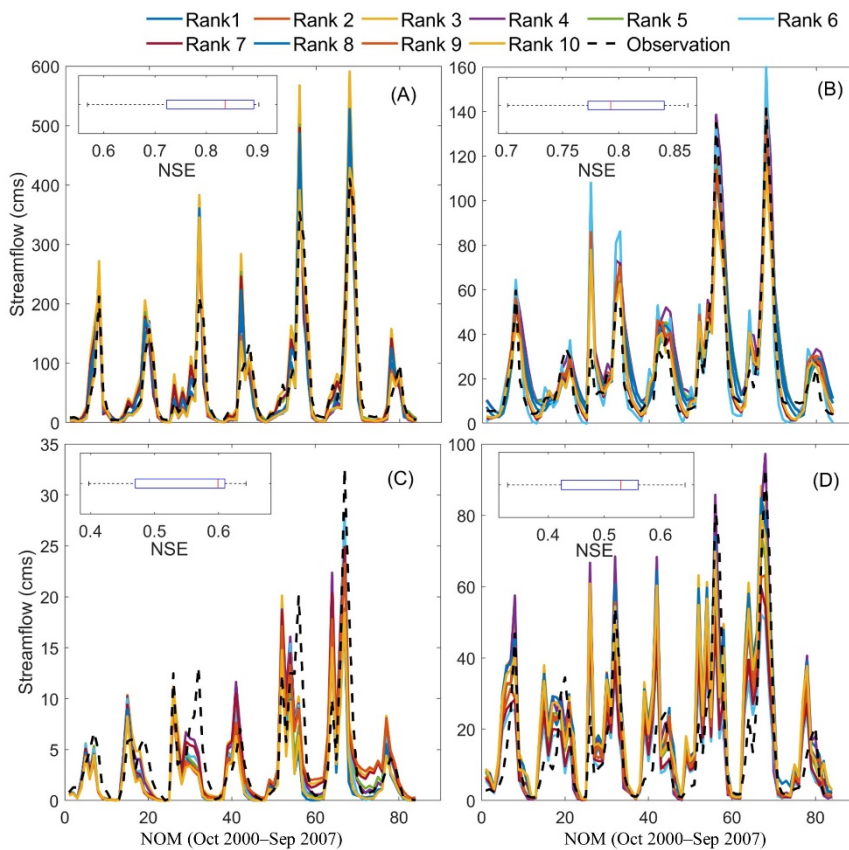 Rank1 Rank 2 Rank 3 Rank 4 Rank 5 Rank 6
Rank 7 Rank 8 Rank 9 Rank 10 Observation
600
500
400
300
200
100
0
Streamflow (cms)
(A)
0.6 0.7 0.8 0.9
NSE
160
140
120
100
80
60
40
20
0
(B)
0.7 0.75 0.8 0.85
NSE
35
30
25
20
15
10
5
0
Streamflow (cms)
(C)
0.4 0.5 0.6
NSE
0 20 40 60 80
NOM (Oct 2000–Sep 2007)
100
80
60
40
20
0
(D)
0.4 0.5 0.6
NSE
0 20 40 60 80
NOM (Oct 2000–Sep 2007)